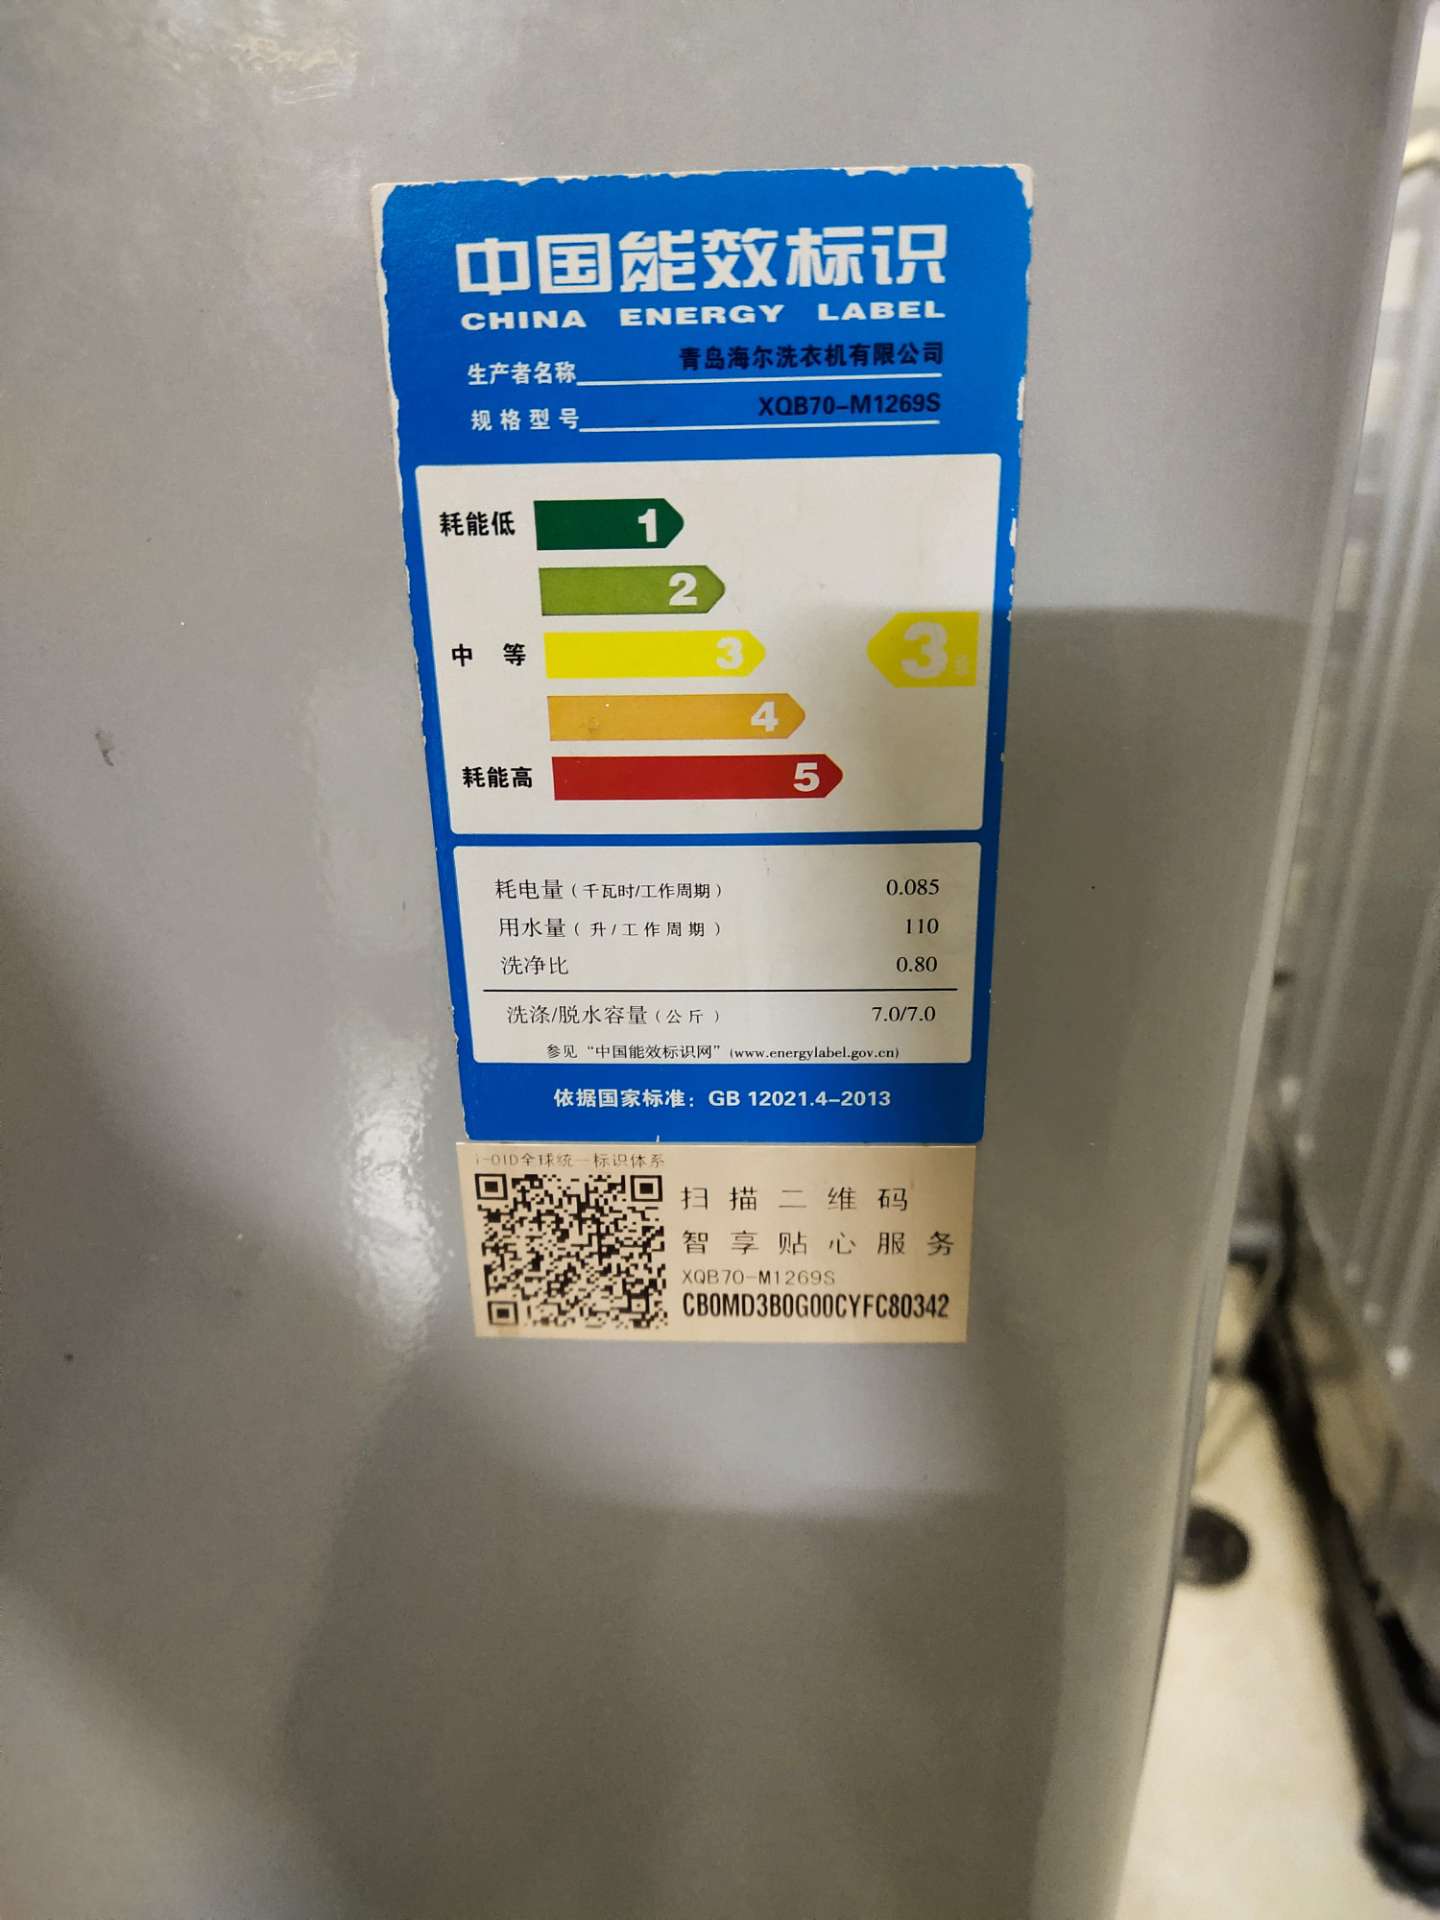 中国能效标识
CHINA ENERGY LABEL
生产者名称 青岛海尔洗衣机有限公司
规格型号 XQB70-M1269S
耗能低 1
2
中 等 3 3级
4
耗能高 5
耗电量（千瓦时/工作周期） 0.085
用水量（升/工作周期） 110
洗净比 0.80
洗涤/脱水容量（公斤） 7.0/7.0
参见“中国能效标识网”（www.energylabel.gov.cn）
依据国家标准：GB 12021.4-2013
i-OID全球统一标识体系
扫描二维码
智享贴心服务
XQB70-M1269S
CB0MD3B0G00CYFC80342